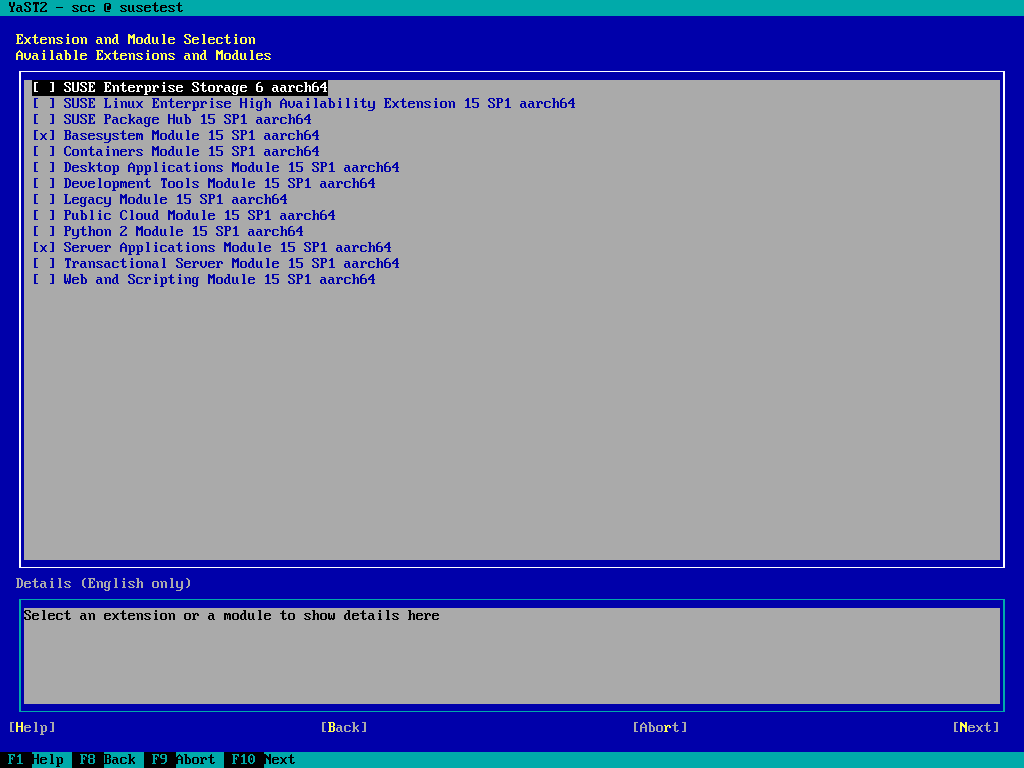 YaST2 - scc @ susetest
Extension and Module Selection
Available Extensions and Modules
[ ] SUSE Enterprise Storage 6 aarch64
[ ] SUSE Linux Enterprise High Availability Extension 15 SP1 aarch64
[ ] SUSE Package Hub 15 SP1 aarch64
[x] Basesystem Module 15 SP1 aarch64
[ ] Containers Module 15 SP1 aarch64
[ ] Desktop Applications Module 15 SP1 aarch64
[ ] Development Tools Module 15 SP1 aarch64
[ ] Legacy Module 15 SP1 aarch64
[ ] Public Cloud Module 15 SP1 aarch64
[ ] Python 2 Module 15 SP1 aarch64
[x] Server Applications Module 15 SP1 aarch64
[ ] Transactional Server Module 15 SP1 aarch64
[ ] Web and Scripting Module 15 SP1 aarch64
Details (English only)
Select an extension or a module to show details here
[Help] [Back] [Abort] [Next]
F1 Help F8 Back F9 Abort F10 Next